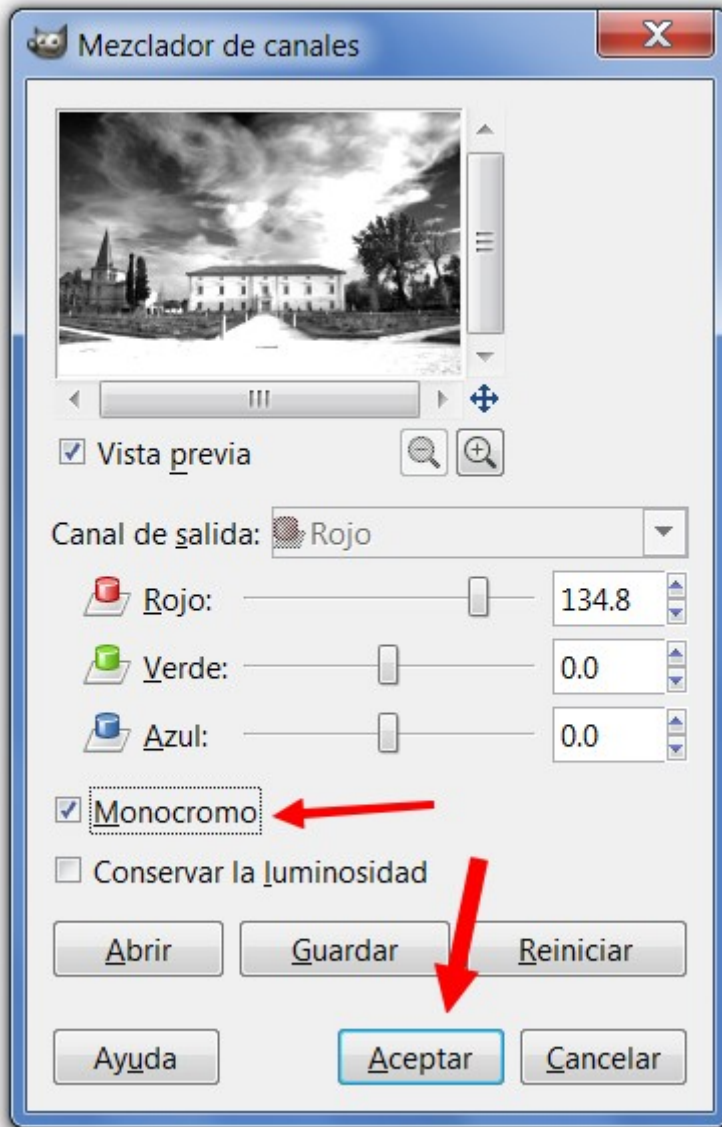 Mezclador de canales
Vista previa
Canal de salida: Rojo
Rojo: 134.8
Verde: 0.0
Azul: 0.0
Monocromo
Conservar la luminosidad
Abrir Guardar Reiniciar
Ayuda Aceptar Cancelar